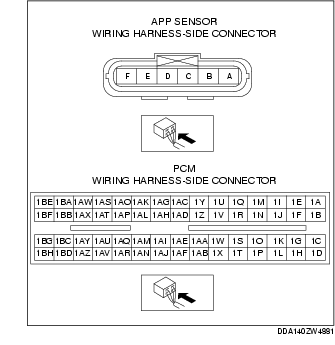 APP SENSOR
WIRING HARNESS-SIDE CONNECTOR
F E D C B A
PCM
WIRING HARNESS-SIDE CONNECTOR
1BE 1BA 1AW 1AS 1AO 1AK 1AG 1AC 1Y 1U 1Q 1M 1I 1E 1A
1BF 1BB 1AX 1AT 1AP 1AL 1AH 1AD 1Z 1V 1R 1N 1J 1F 1B
1BG 1BC 1AY 1AU 1AQ 1AM 1AI 1AE 1AA 1W 1S 1O 1K 1G 1C
1BH 1BD 1AZ 1AV 1AR 1AN 1AJ 1AF 1AB 1X 1T 1P 1L 1H 1D
DDA140ZW4981